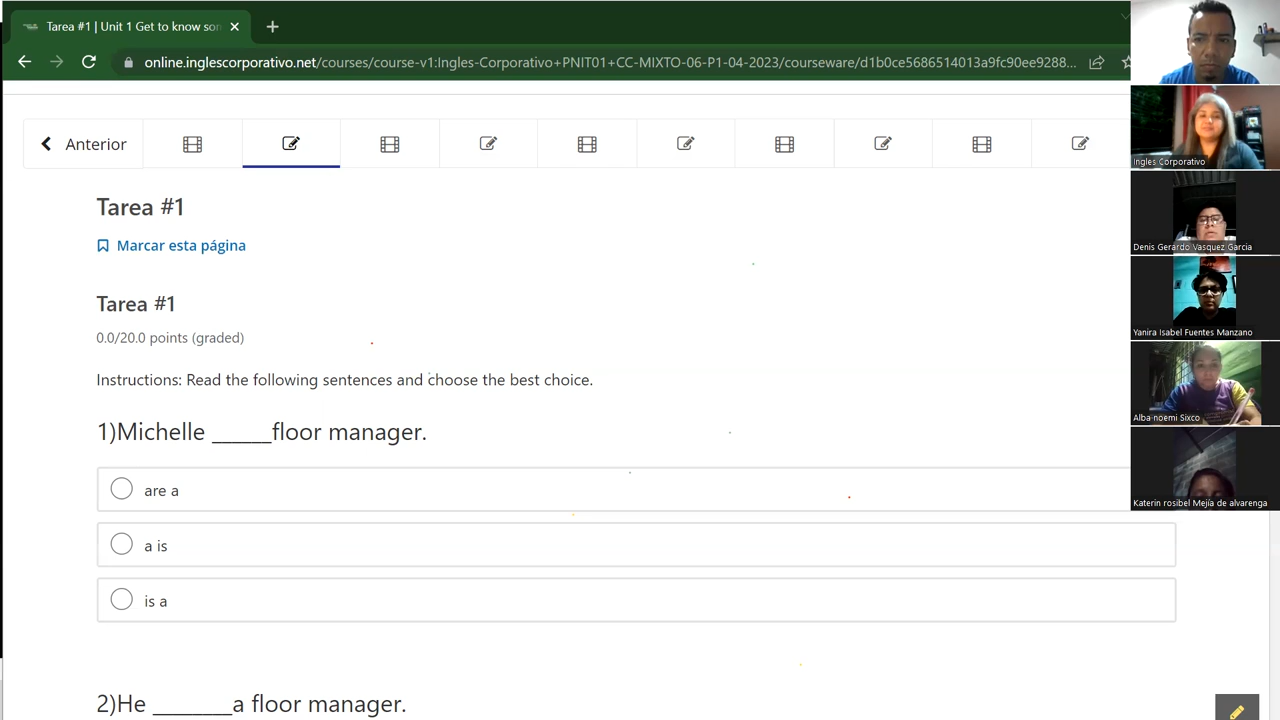 Tarea #1 | Unit 1 Get to know son
online.inglescorporativo.net/courses/course-v1:Ingles-Corporativo+PNIT01+CC-MIXTO-06-P1-04-2023/courseware/d1b0ce5686514013a9fc90ee9288...
Anterior
Tarea #1
Marcar esta página
Tarea #1
0.0/20.0 points (graded)
Instructions: Read the following sentences and choose the best choice.
1)Michelle ______floor manager.
are a
a is
is a
2)He ________a floor manager.
Ingles Corporativo
Denis Gerardo Vasquez Garcia
Yanira Isabel Fuentes Manzano
Alba noemi Sixco
Katerin rosibel Mejía de alvarenga